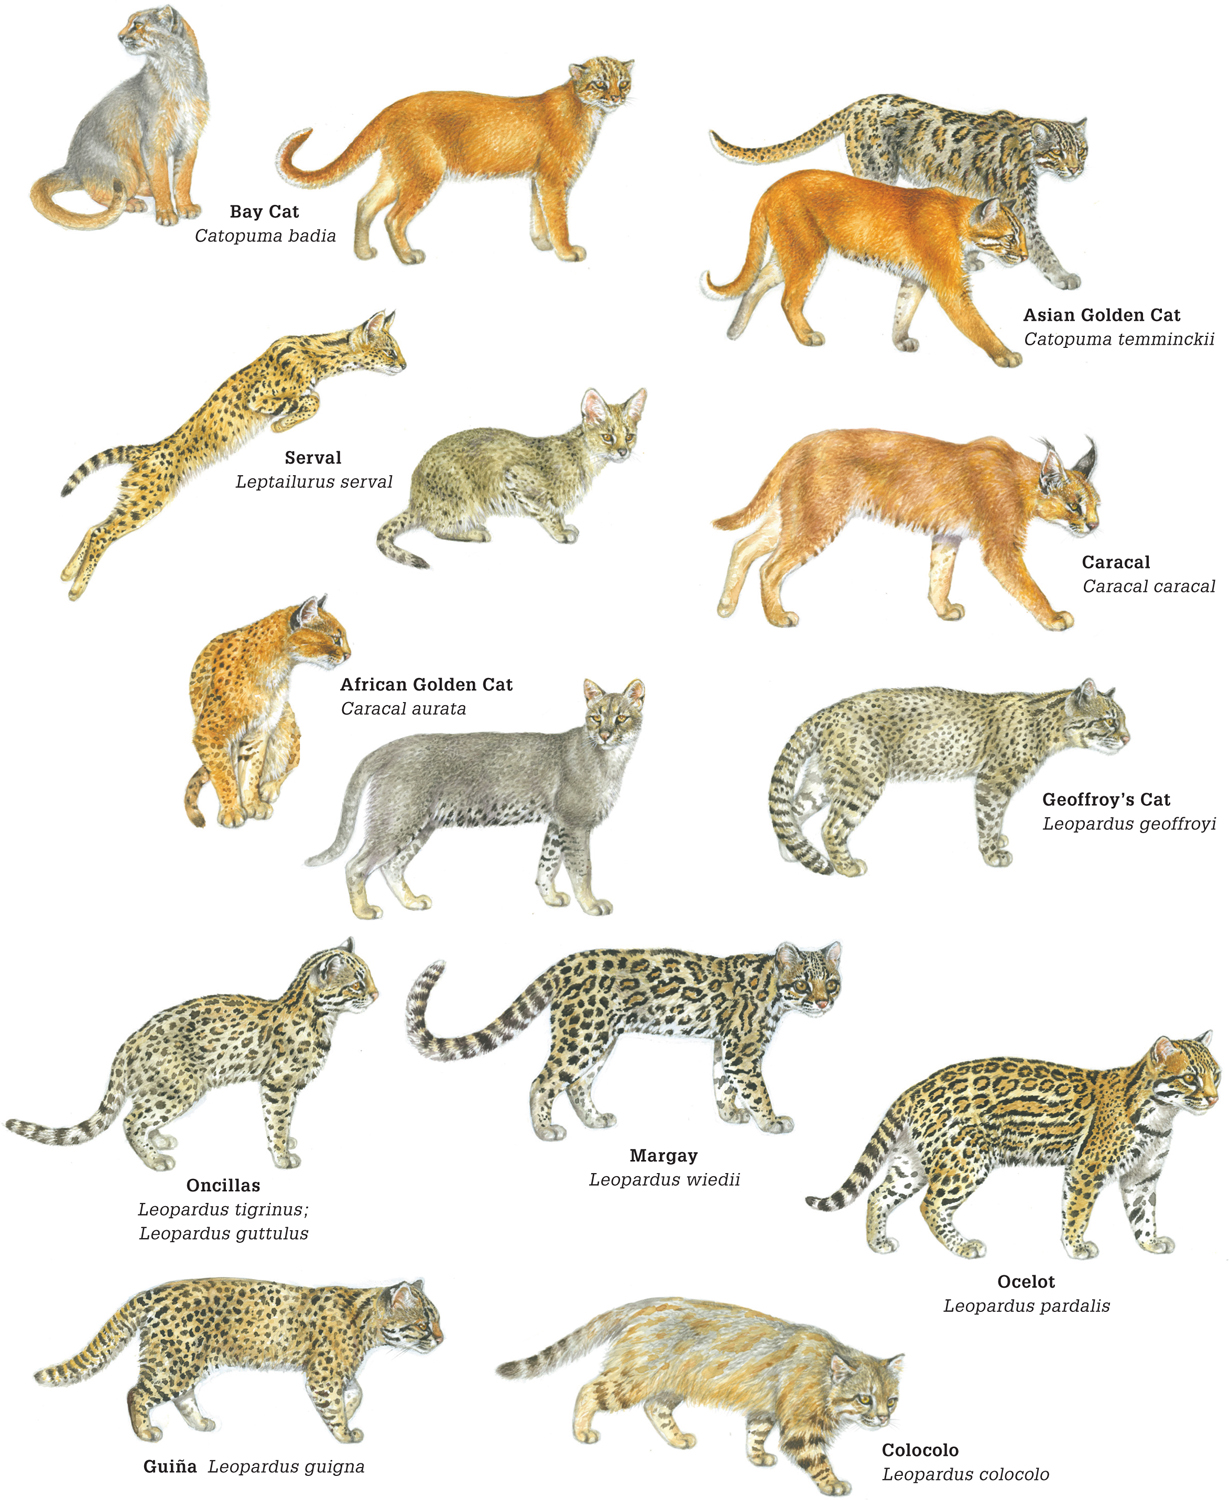 Bay Cat
Catopuma badia
Asian Golden Cat
Catopuma temminckii
Serval
Leptailurus serval
Caracal
Caracal caracal
African Golden Cat
Caracal aurata
Geoffroy’s Cat
Leopardus geoffroyi
Margay
Leopardus wiedii
Oncillas
Leopardus tigrinus;
Leopardus guttulus
Ocelot
Leopardus pardalis
Guiña Leopardus guigna
Colocolo
Leopardus colocolo